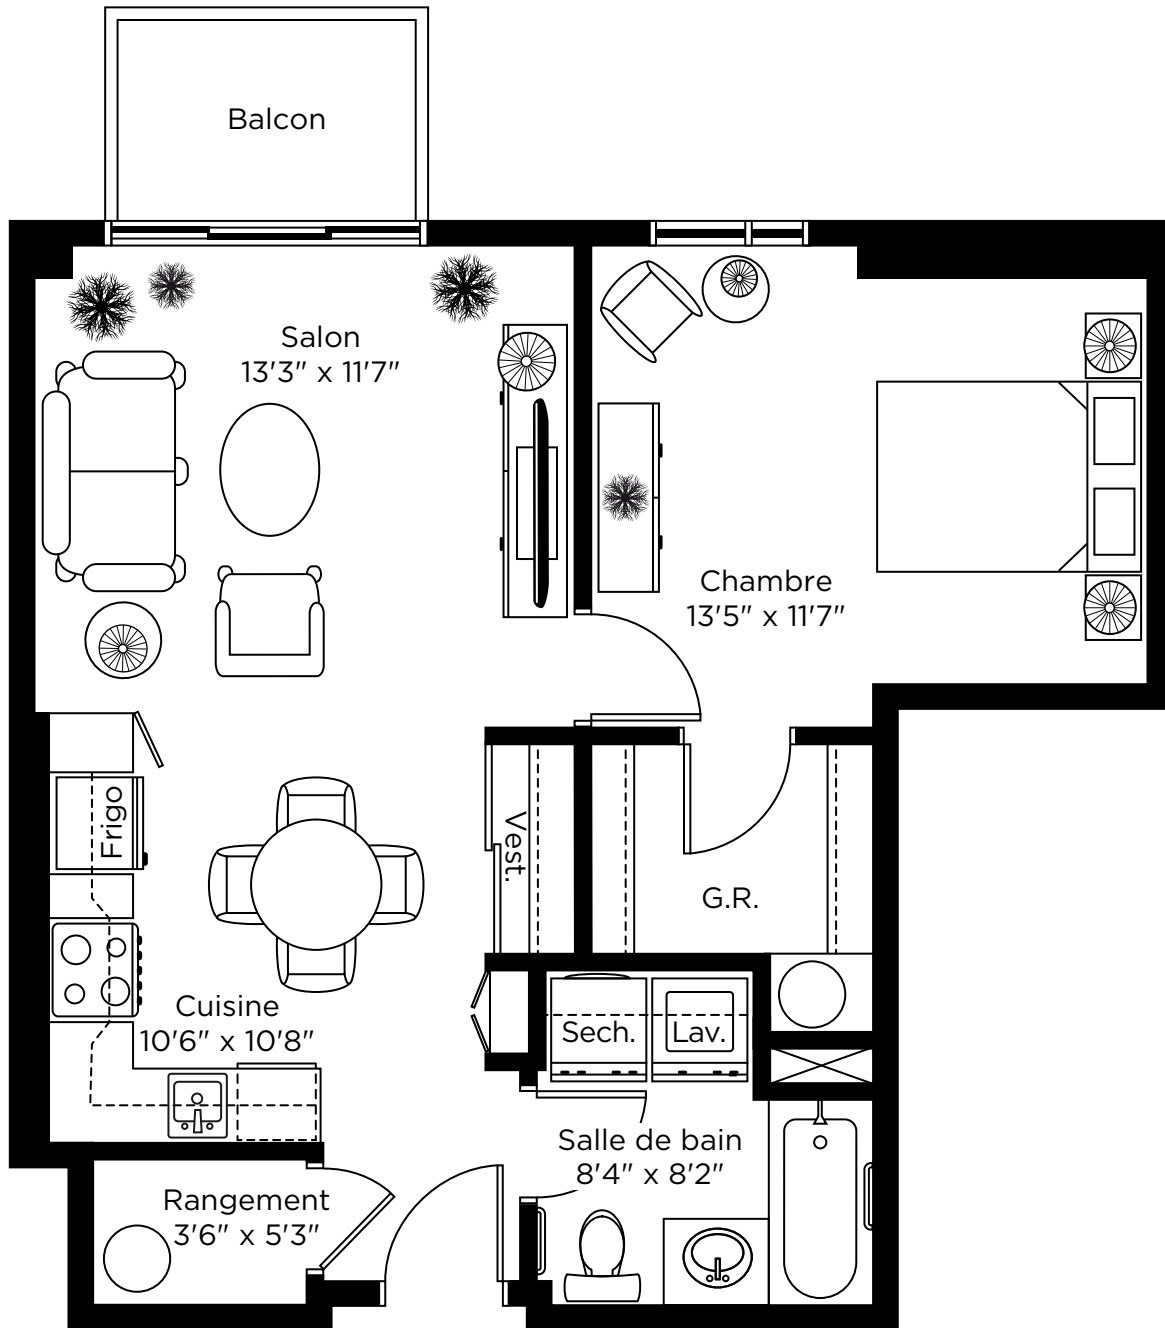 Balcon
Salon
13'3" x 11'7"
Chambre
13'5" x 11'7"
Frigo
Vest.
G.R.
Cuisine
10'6" x 10'8"
Sech.
Lav.
Salle de bain
8'4" x 8'2"
Rangement
3'6" x 5'3"